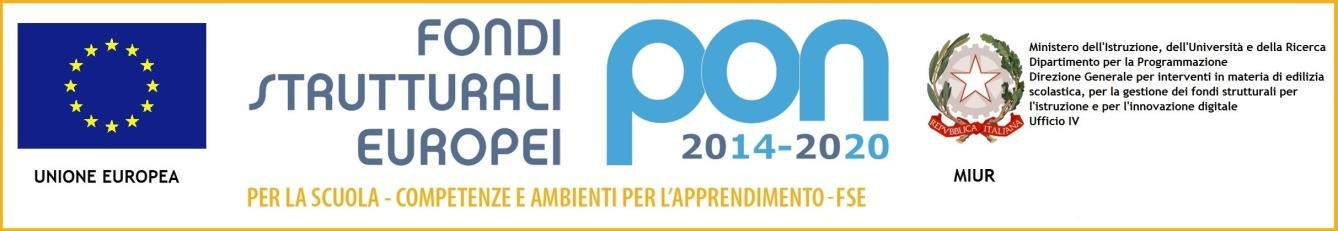 UNIONE EUROPEA
FONDI
STRUTTURALI
EUROPEI
pon
2014-2020
PER LA SCUOLA - COMPETENZE E AMBIENTI PER L'APPRENDIMENTO-FSE
REPVBBLICA ITALIANA
MIUR
Ministero dell'Istruzione, dell'Università e della Ricerca
Dipartimento per la Programmazione
Direzione Generale per interventi in materia di edilizia
scolastica, per la gestione dei fondi strutturali per
l'istruzione e per l'innovazione digitale
Ufficio IV